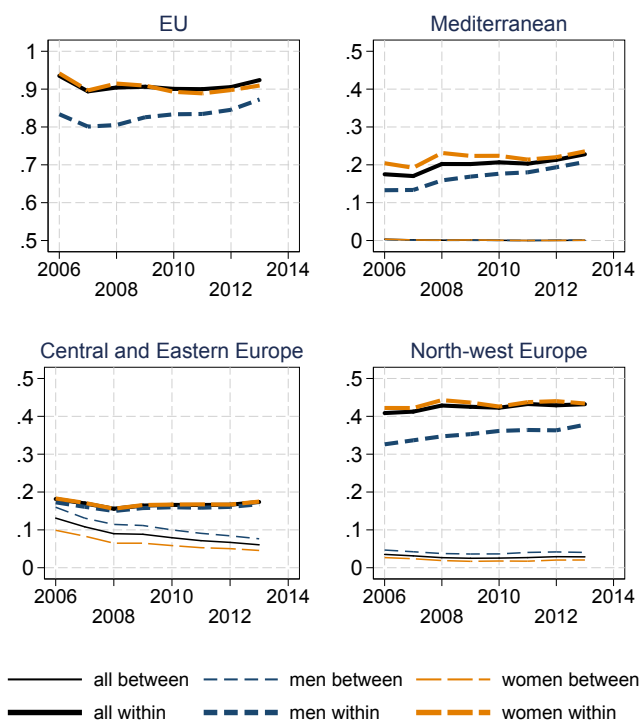 EU
Mediterranean
1
.9
.8
.7
.6
.5
.5
.4
.3
.2
.1
0
2006 2010 2014
2008 2012
2006 2010 2014
2008 2012
Central and Eastern Europe
North-west Europe
.5
.4
.3
.2
.1
0
.5
.4
.3
.2
.1
0
2006 2010 2014
2008 2012
2006 2010 2014
2008 2012
all between men between women between
all within men within women within